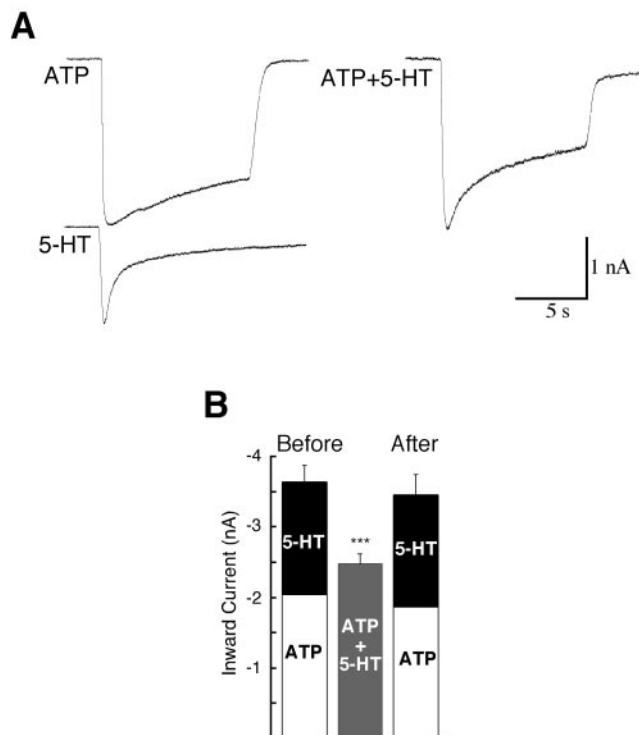 A
ATP
ATP+5-HT
5-HT
1 nA
5 s
B
Before
After
-4
-3
-2
-1
Inward Current (nA)
5-HT
ATP
***
ATP
+
5-HT
5-HT
ATP